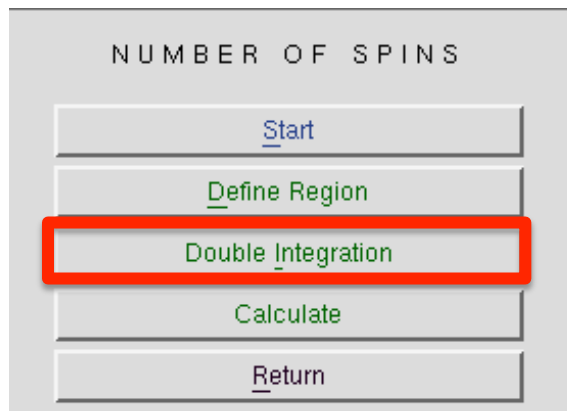 NUMBER OF SPINS
Start
Define Region
Double Integration
Calculate
Return